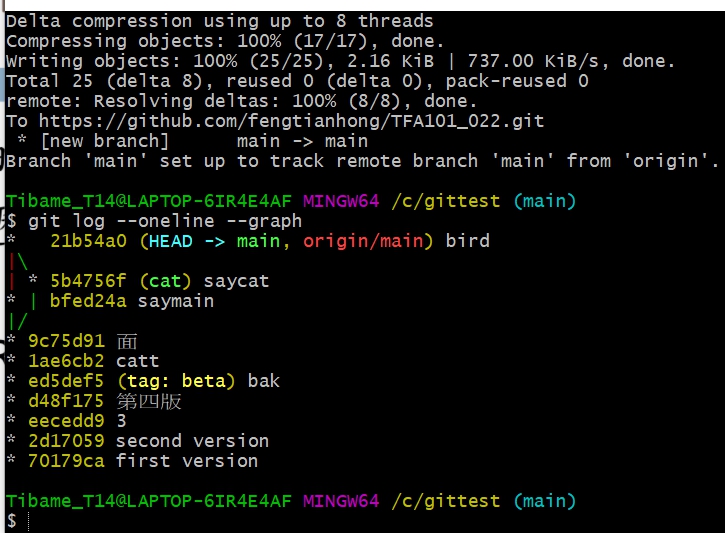 Delta compression using up to 8 threads
Compressing objects: 100% (17/17), done.
Writing objects: 100% (25/25), 2.16 KiB | 737.00 KiB/s, done.
Total 25 (delta 8), reused 0 (delta 0), pack-reused 0
remote: Resolving deltas: 100% (8/8), done.
To https://github.com/fengtianhong/TFA101_022.git
 * [new branch]      main -> main
Branch 'main' set up to track remote branch 'main' from 'origin'.

Tibame_T14@LAPTOP-6IR4E4AF MINGW64 /c/gittest (main)
$ git log --oneline --graph
*   21b54a0 (HEAD -> main, origin/main) bird
|\
| * 5b4756f (cat) saycat
* | bfed24a saymain
|/
* 9c75d91 面
* 1ae6cb2 catt
* ed5def5 (tag: beta) bak
* d48f175 第四版
* eecedd9 3
* 2d17059 second version
* 70179ca first version

Tibame_T14@LAPTOP-6IR4E4AF MINGW64 /c/gittest (main)
$